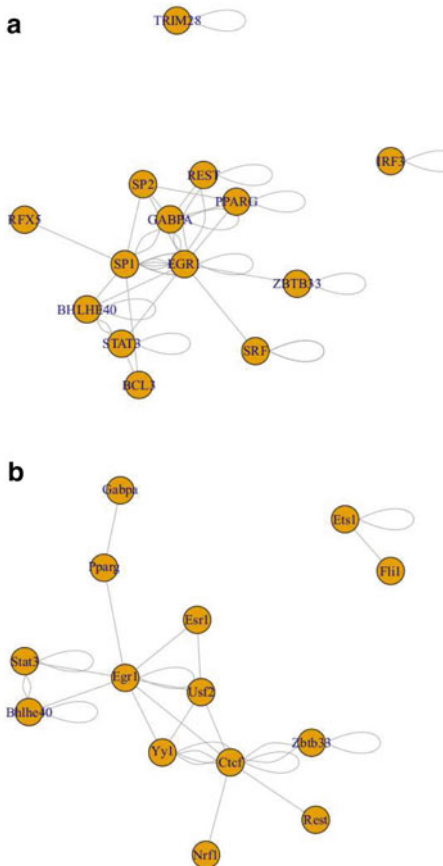 a
TRIM28
IRF3
REST
SP2
PPARG
GABPA
RFX5
SP1
EGR1
ZBTB33
BHLHE40
STAT3
SRF
BCL3
b
Gabpa
Ets1
Pparg
Fli1
Esr1
Stat3
Egr1
Usf2
Bhlhe40
Zbtb33
Yy1
Ctcf
Rest
Nrf1